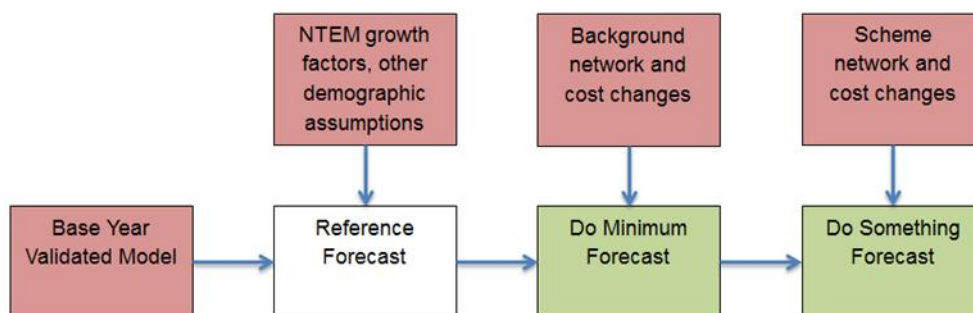 NTEM growth
factors, other
demographic
assumptions
Background
network and
cost changes
Scheme
network and
cost changes
Base Year
Validated Model
Reference
Forecast
Do Minimum
Forecast
Do Something
Forecast